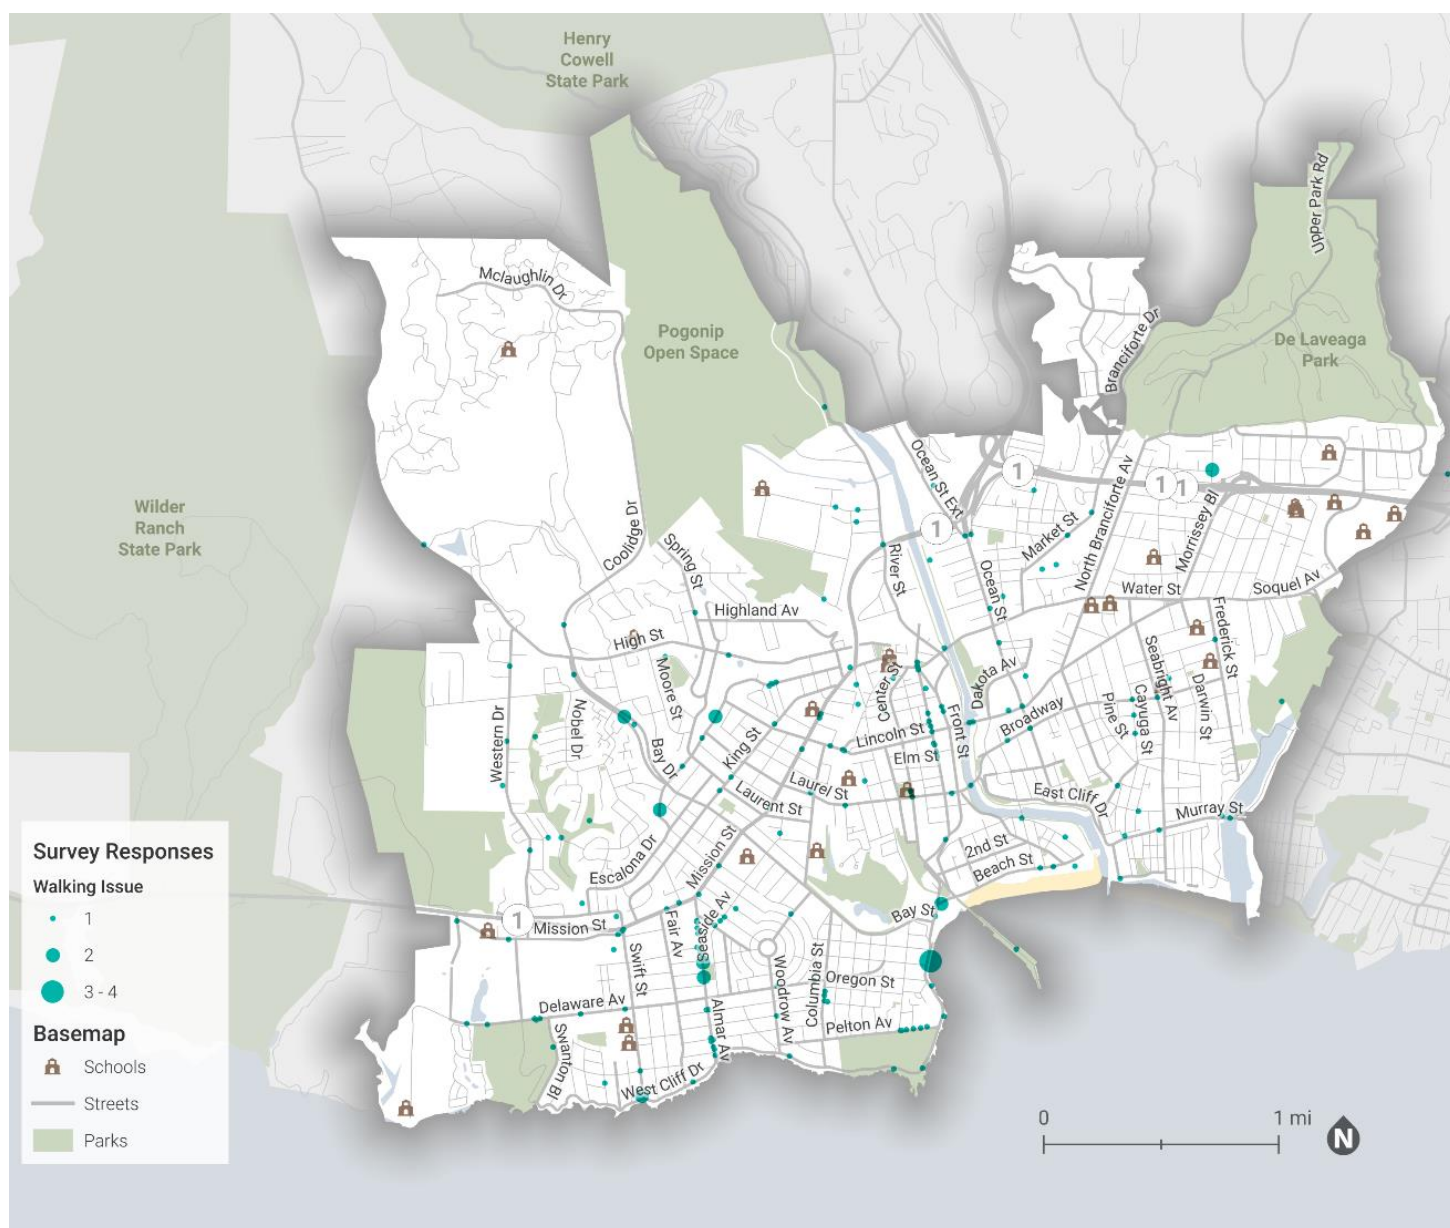 Henry
Cowell
State Park
Upper Park Rd
Mclaughlin Dr
Pogonip
Open Space
Branciforte Dr
De Laveaga
Park
Wilder
Ranch
State Park
Coolidge Dr
Spring St
Ocean St Ext
1
1
1
1
Market St
North Branciforte Av
Morrissey Bl
River St
Ocean St
Water St
Soquel Av
Highland Av
High St
Frederick St
Moore St
Center St
Dakota Av
Seabright Av
Cayuga St
Pine St
Darwin St
Western Dr
Nobel Dr
Bay Dr
King St
Lincoln St
Front St
Broadway
Elm St
Laurel St
Laurent St
East Cliff Dr
Murray St
2nd St
Beach St
Escalona Dr
Mission St
Bay St
1
Mission St
Fair Av
Seaside Av
Swift St
Woodrow Av
Columbia St
Oregon St
Delaware Av
Almar Av
Pelton Av
Swanton Bl
West Cliff Dr
Survey Responses
Walking Issue
1
2
3 - 4
Basemap
Schools
Streets
Parks
0 1 mi
N